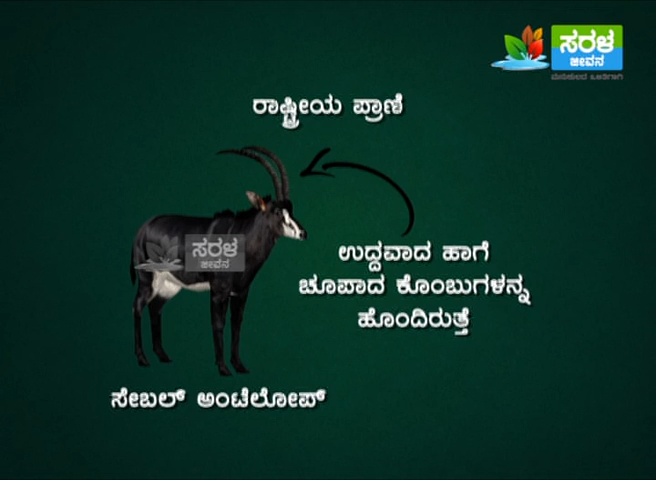 ಸರಳ
ಜೀವನ
ರಾಷ್ಟ್ರೀಯ ಪ್ರಾಣಿ
ಸರಳ
ಜೀವನ
ಉದ್ದವಾದ ಹಾಗೆ
ಚೂಪಾದ ಕೊಂಬುಗಳನ್ನ
ಹೊಂದಿರುತ್ತೆ
ಸೇಬಲ್ ಅಂಟೆಲೋಪ್